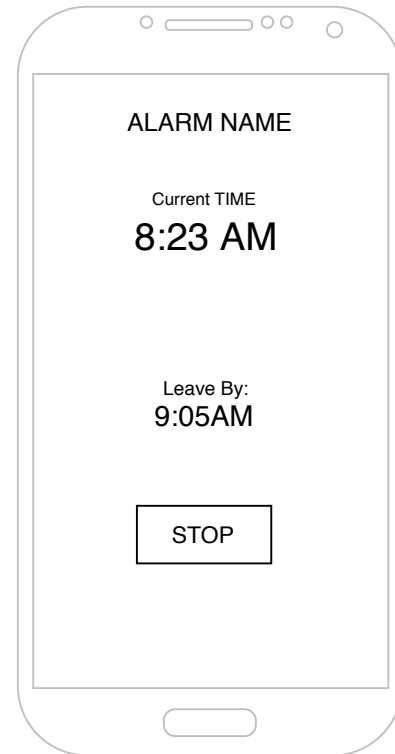 ALARM NAME
Current TIME
8:23 AM
Leave By:
9:05AM
STOP